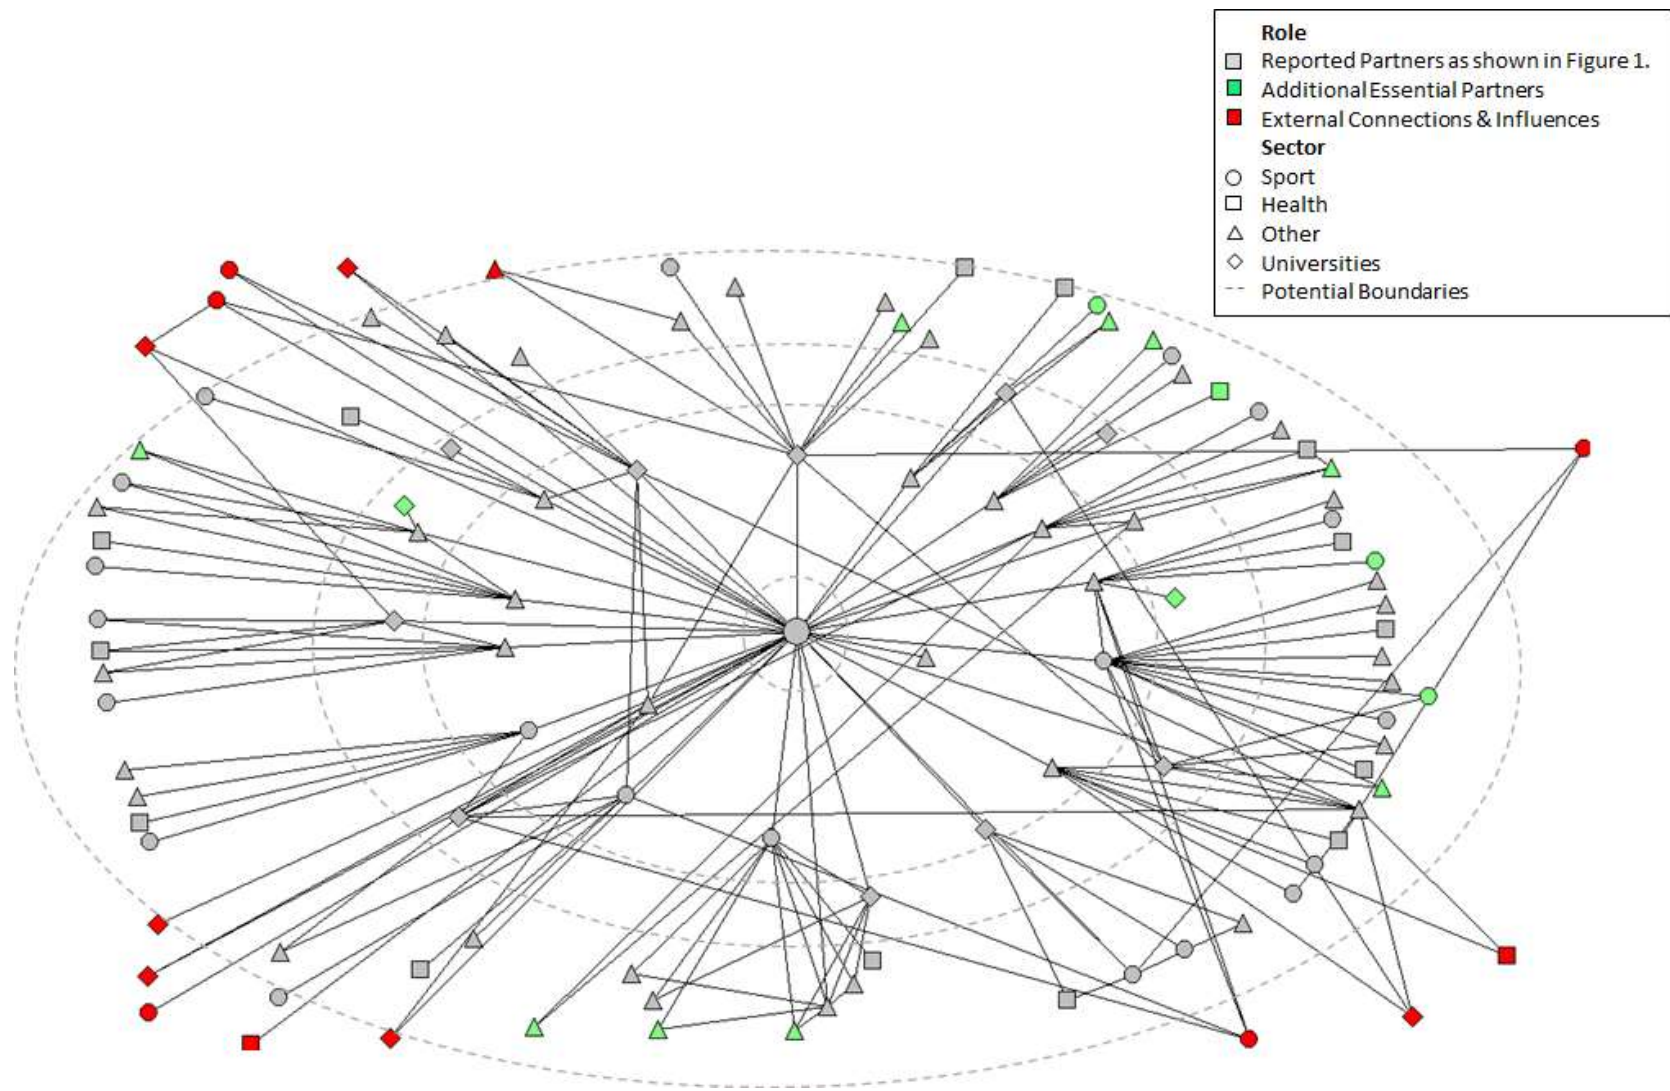 Role
Reported Partners as shown in Figure 1.
Additional Essential Partners
External Connections & Influences
Sector
Sport
Health
Other
Universities
Potential Boundaries